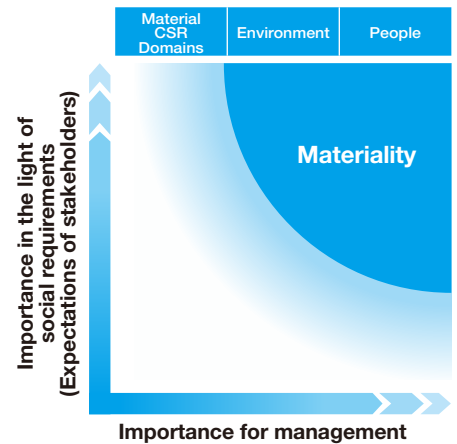 Material
CSR
Domains
Environment
People
Importance in the light of
social requirements
(Expectations of stakeholders)
Materiality
Importance for management